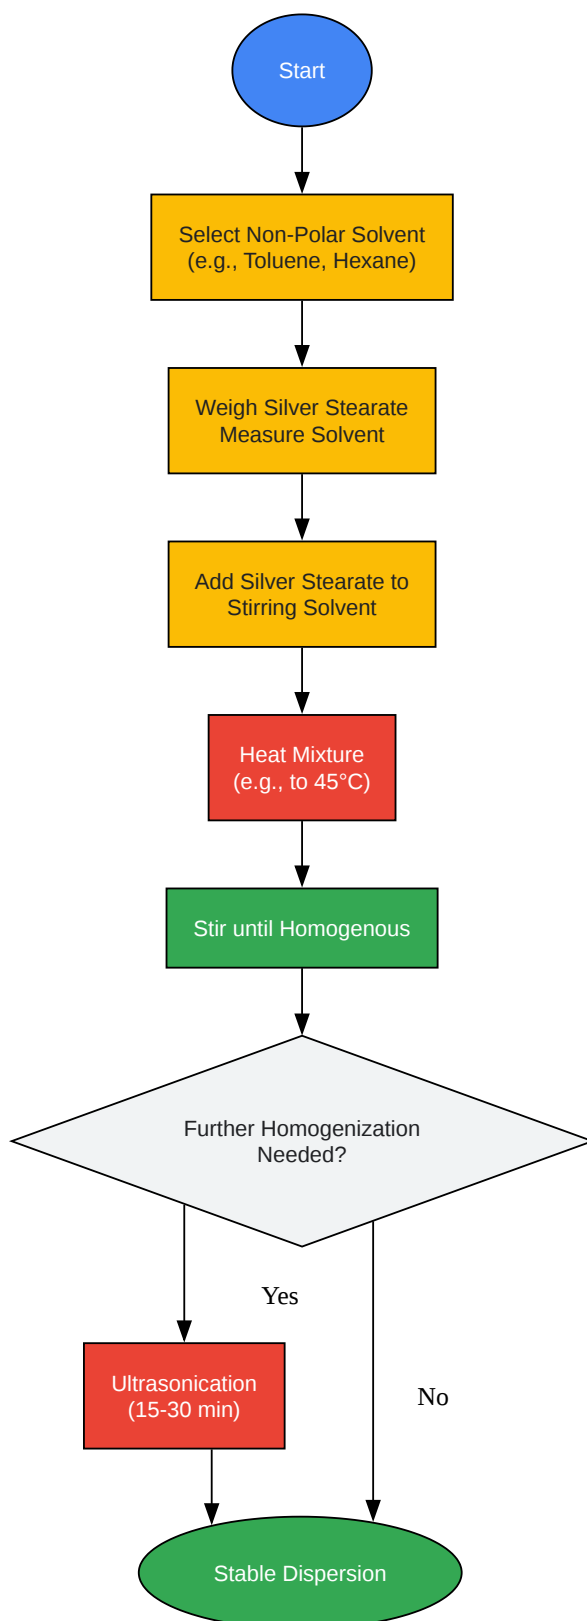 Start
Select Non-Polar Solvent
(e.g., Toluene, Hexane)
Weigh Silver Stearate
Measure Solvent
Add Silver Stearate to
Stirring Solvent
Heat Mixture
(e.g., to 45°C)
Stir until Homogenous
Further Homogenization
Needed?
Yes
Ultrasonication
(15-30 min)
No
Stable Dispersion